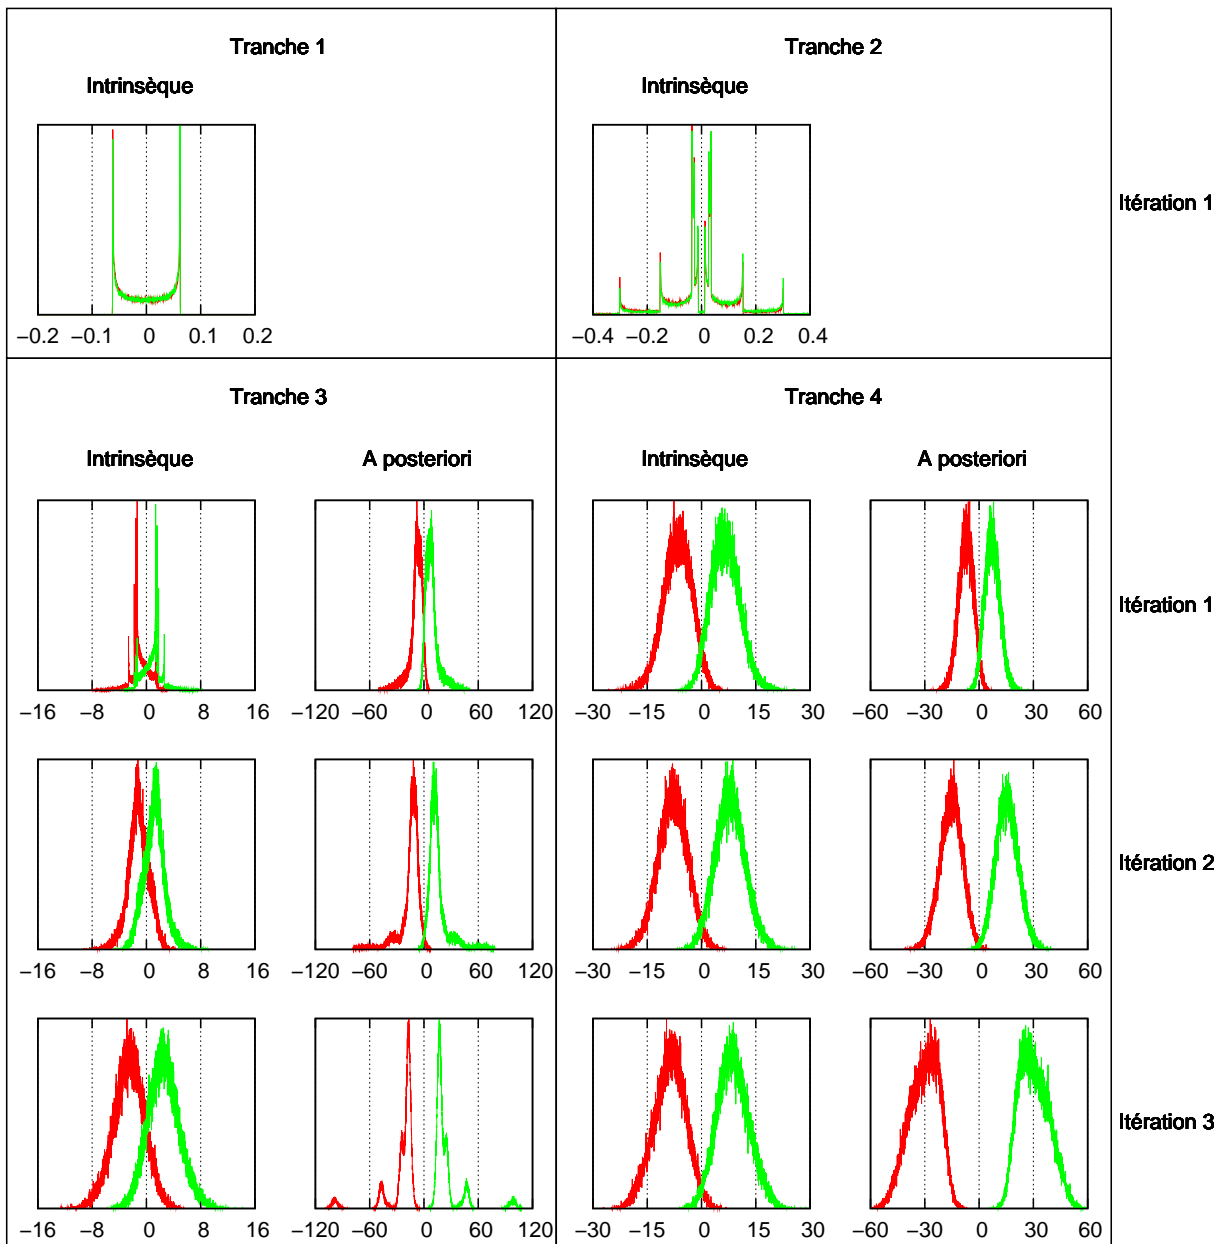 Tranche 1
Tranche 2
Intrinsèque
Intrinsèque
Itération 1
−0.2 −0.1 0 0.1 0.2
−0.4 −0.2 0 0.2 0.4
Tranche 3
Tranche 4
Intrinsèque
A posteriori
Intrinsèque
A posteriori
Itération 1
−16 −8 0 8 16
−120 −60 0 60 120
−30 −15 0 15 30
−60 −30 0 30 60
Itération 2
−16 −8 0 8 16
−120 −60 0 60 120
−30 −15 0 15 30
−60 −30 0 30 60
Itération 3
−16 −8 0 8 16
−120 −60 0 60 120
−30 −15 0 15 30
−60 −30 0 30 60